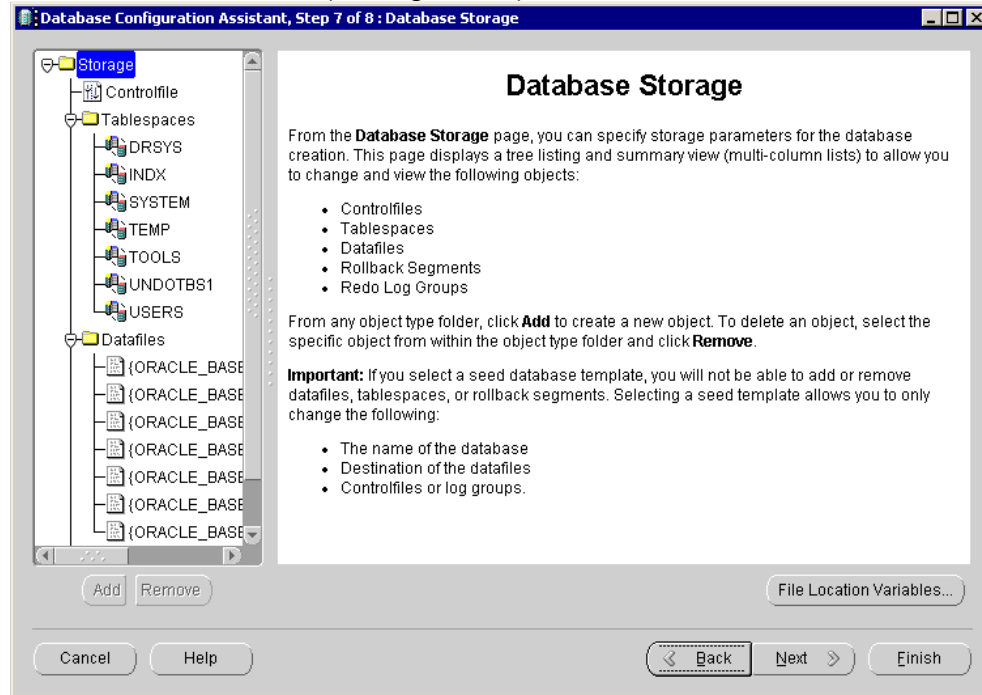 Database Configuration Assistant, Step 7 of 8 : Database Storage
Storage
Controlfile
Tablespaces
DRSYS
INDX
SYSTEM
TEMP
TOOLS
UNDOTBS1
USERS
Datafiles
{ORACLE_BASE
{ORACLE_BASE
{ORACLE_BASE
{ORACLE_BASE
{ORACLE_BASE
{ORACLE_BASE
{ORACLE_BASE
Add
Remove
Database Storage
From the Database Storage page, you can specify storage parameters for the database
creation. This page displays a tree listing and summary view (multi-column lists) to allow you
to change and view the following objects:
• Controlfiles
• Tablespaces
• Datafiles
• Rollback Segments
• Redo Log Groups
From any object type folder, click Add to create a new object. To delete an object, select the
specific object from within the object type folder and click Remove.
Important: If you select a seed database template, you will not be able to add or remove
datafiles, tablespaces, or rollback segments. Selecting a seed template allows you to only
change the following:
• The name of the database
• Destination of the datafiles
• Controlfiles or log groups.
File Location Variables...
Cancel
Help
Back
Next
Finish